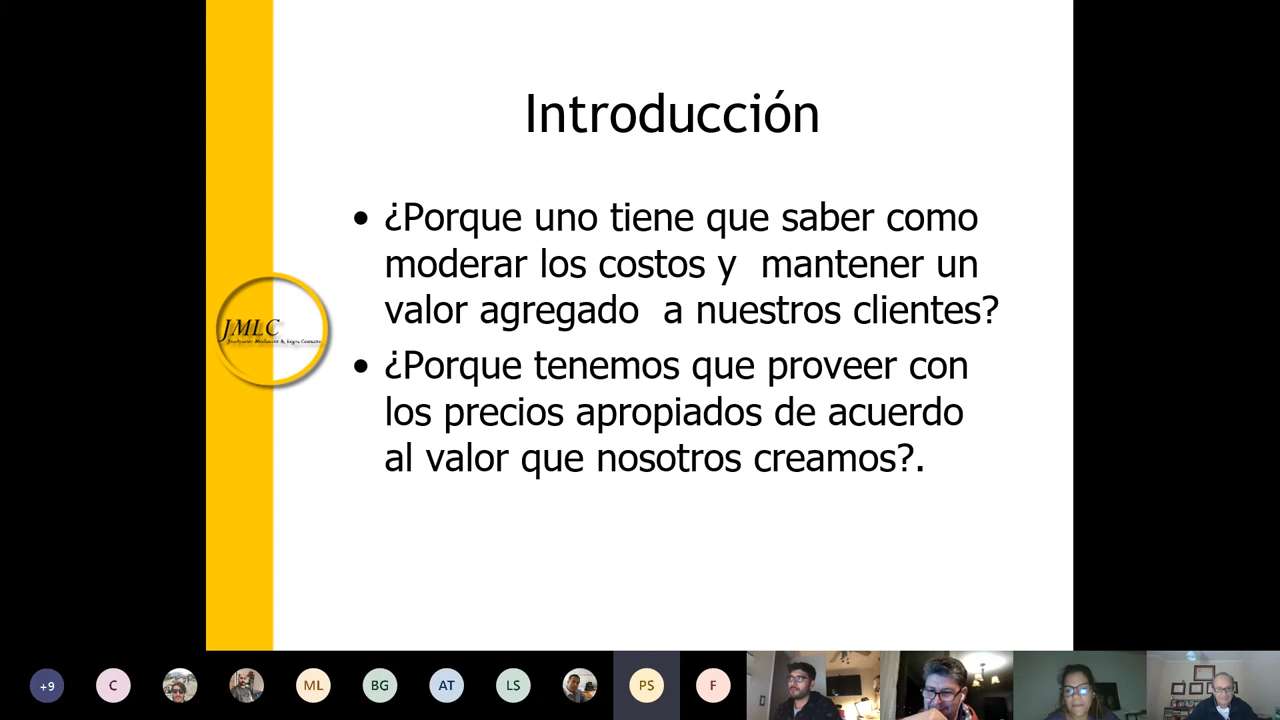 Introducción
• ¿Porque uno tiene que saber como
moderar los costos y  mantener un
valor agregado  a nuestros clientes?
• ¿Porque tenemos que proveer con
los precios apropiados de acuerdo
al valor que nosotros creamos?.
JMLC
+9
C
ML
BG
AT
LS
PS
F